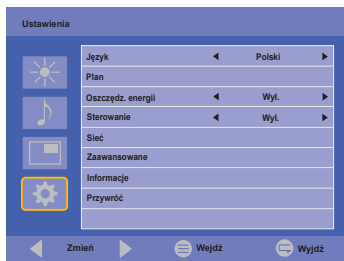 Ustawienia
Język Polski
Plan
Oszczędz. energii Wył.
Sterowanie Wył.
Sieć
Zaawansowane
Informacje
Przywróć
Zmień Wejdź Wyjdź